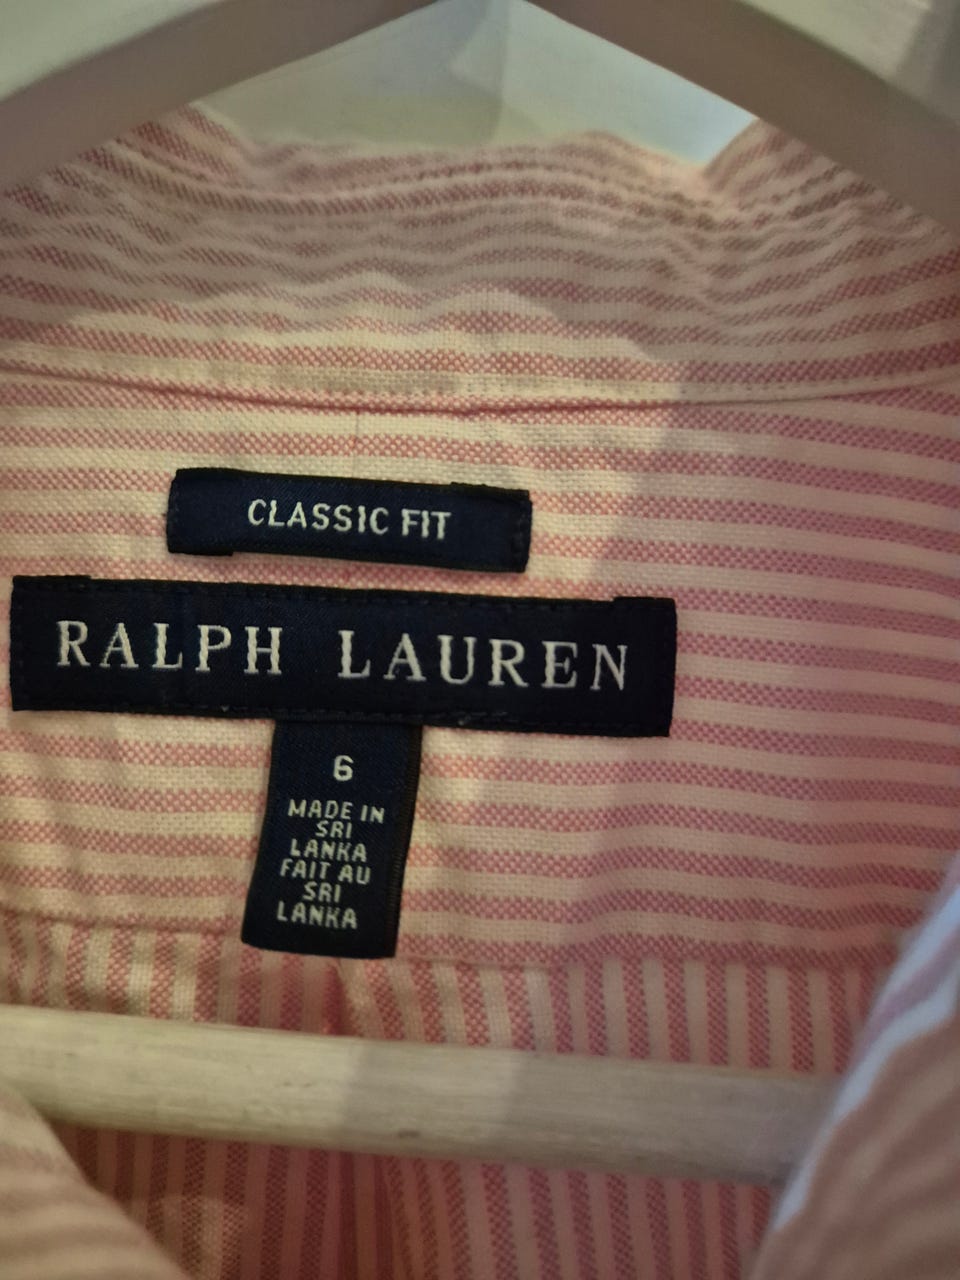 CLASSIC FIT
RALPH LAUREN
6
MADE IN
SRI
LANKA
FAIT AU
SRI
LANKA